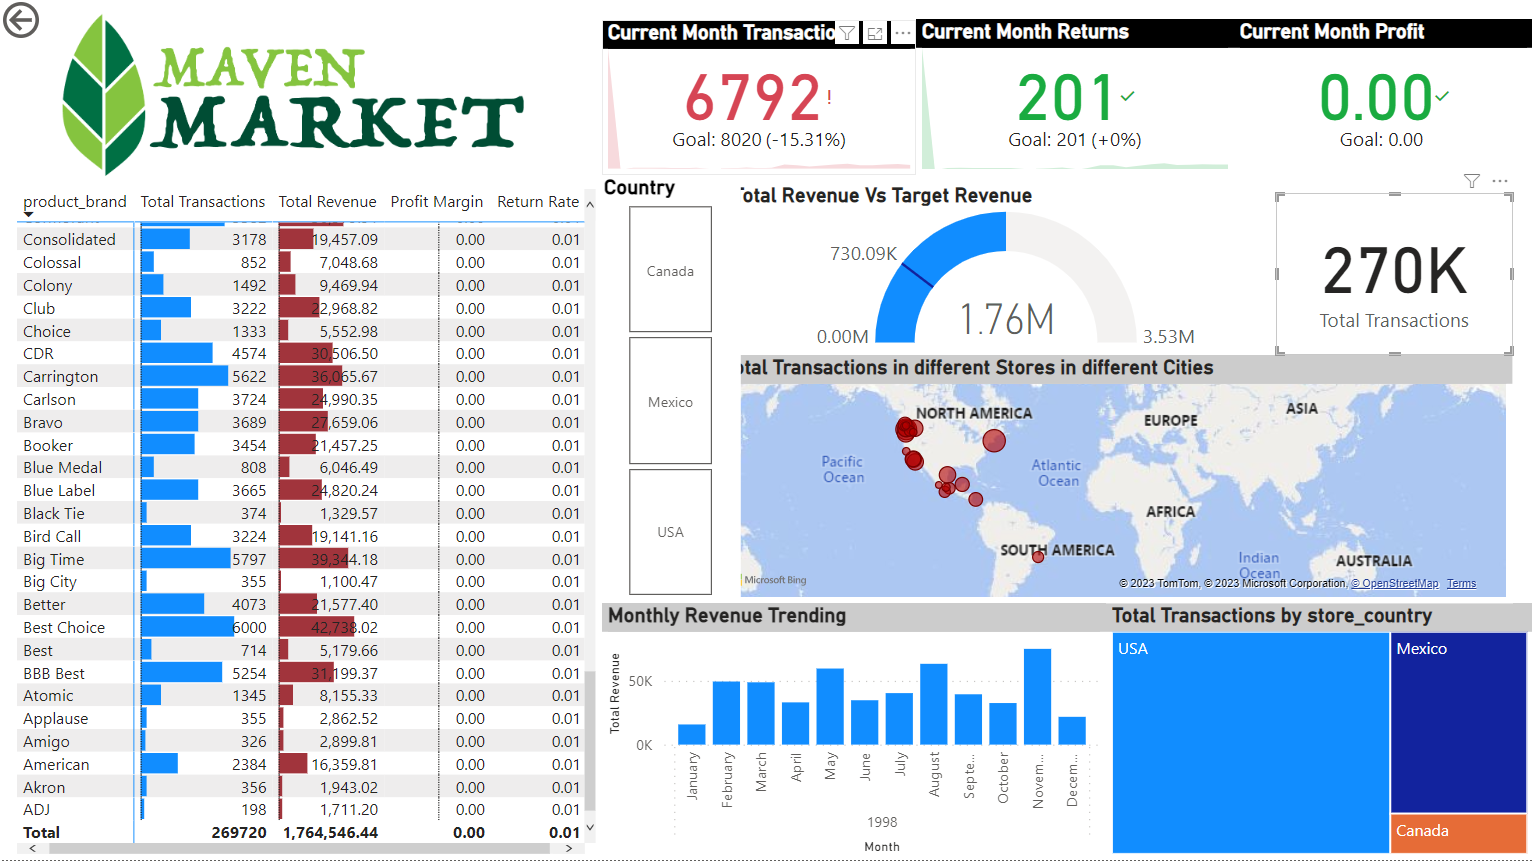 MAVEN
MARKET
Current Month Transactio
6792!
Goal: 8020 (-15.31%)
Current Month Returns
201
Goal: 201 (+0%)
Current Month Profit
0.00
Goal: 0.00
product_brand Total Transactions Total Revenue Profit Margin Return Rate
Consolidated 3178 19,457.09 0.00 0.01
Colossal 852 7,048.68 0.00 0.01
Colony 1492 9,469.94 0.00 0.01
Club 3222 22,968.82 0.00 0.01
Choice 1333 5,552.98 0.00 0.01
CDR 4574 30,506.50 0.00 0.01
Carrington 5622 36,065.67 0.00 0.01
Carlson 3724 24,990.35 0.00 0.01
Bravo 3689 27,659.06 0.00 0.01
Booker 3454 21,457.25 0.00 0.01
Blue Medal 808 6,046.49 0.00 0.01
Blue Label 3665 24,820.24 0.00 0.01
Black Tie 374 1,329.57 0.00 0.01
Bird Call 3224 19,141.16 0.00 0.01
Big Time 5797 39,344.18 0.00 0.01
Big City 355 1,100.47 0.00 0.01
Better 4073 21,577.40 0.00 0.01
Best Choice 6000 42,738.02 0.00 0.01
Best 714 5,179.66 0.00 0.01
BBB Best 5254 31,199.37 0.00 0.01
Atomic 1345 8,155.33 0.00 0.01
Applause 355 2,862.52 0.00 0.01
Amigo 326 2,899.81 0.00 0.01
American 2384 16,359.81 0.00 0.01
Akron 356 1,943.02 0.00 0.01
ADJ 198 1,711.20 0.00 0.01
Total 269720 1,764,546.44 0.00 0.01
Country
Canada
Mexico
USA
otal Revenue Vs Target Revenue
730.09K
1.76M
0.00M
3.53M
270K
Total Transactions
otal Transactions in different Stores in different Cities
NORTH AMERICA
EUROPE
ASIA
Pacific
Ocean
Atlantic
Ocean
AFRICA
SOUTH AMERICA
Indian
Ocean
AUSTRALIA
Microsoft Bing
© 2023 TomTom, © 2023 Microsoft Corporation, © OpenStreetMap Terms
Monthly Revenue Trending
Total Revenue
50K
0K
January
February
March
April
May
June
July
August
Septe...
October
Novem...
Decem...
1998
Month
Total Transactions by store_country
USA
Mexico
Canada